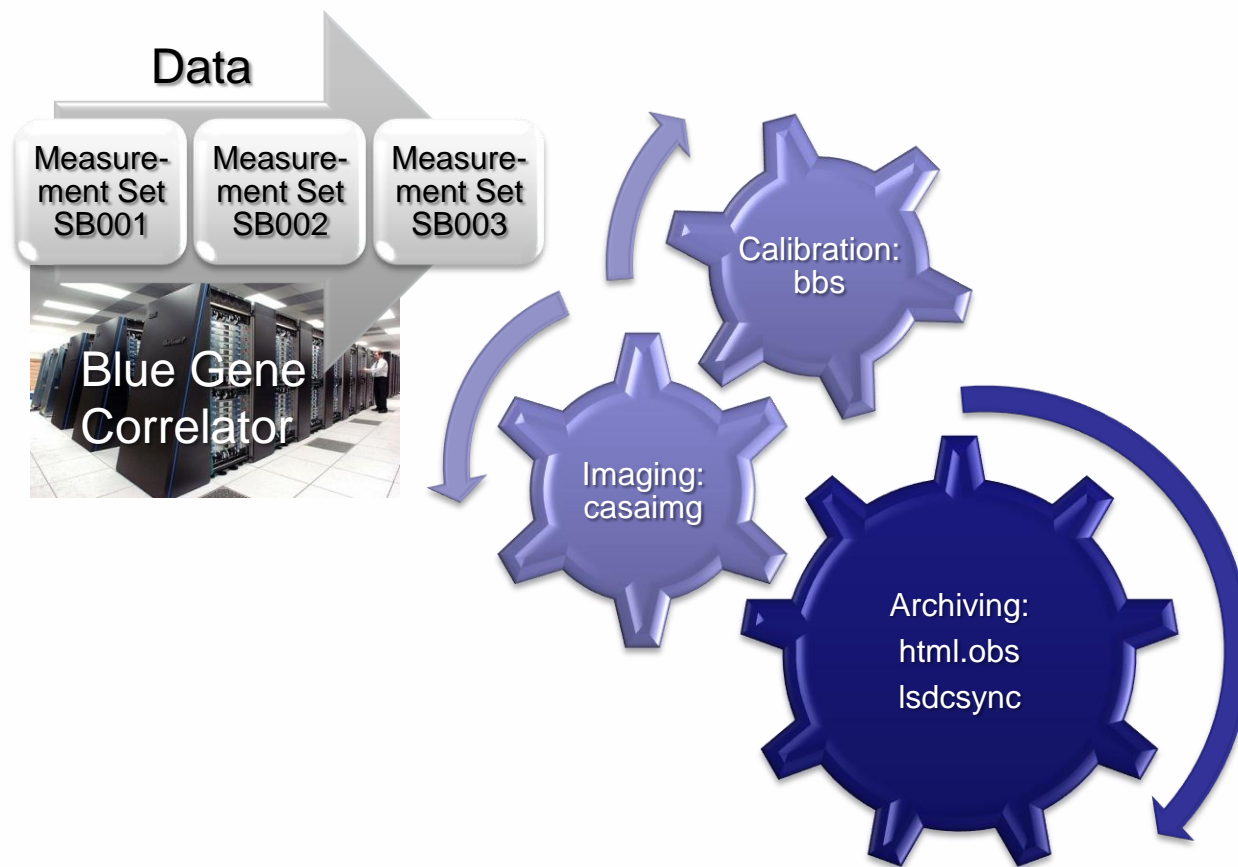 Data
Measure-
ment Set
SB001
Measure-
ment Set
SB002
Measure-
ment Set
SB003
Blue Gene
Correlator
Calibration:
bbs
Imaging:
casaimg
Archiving:
html.obs
lsdcsync